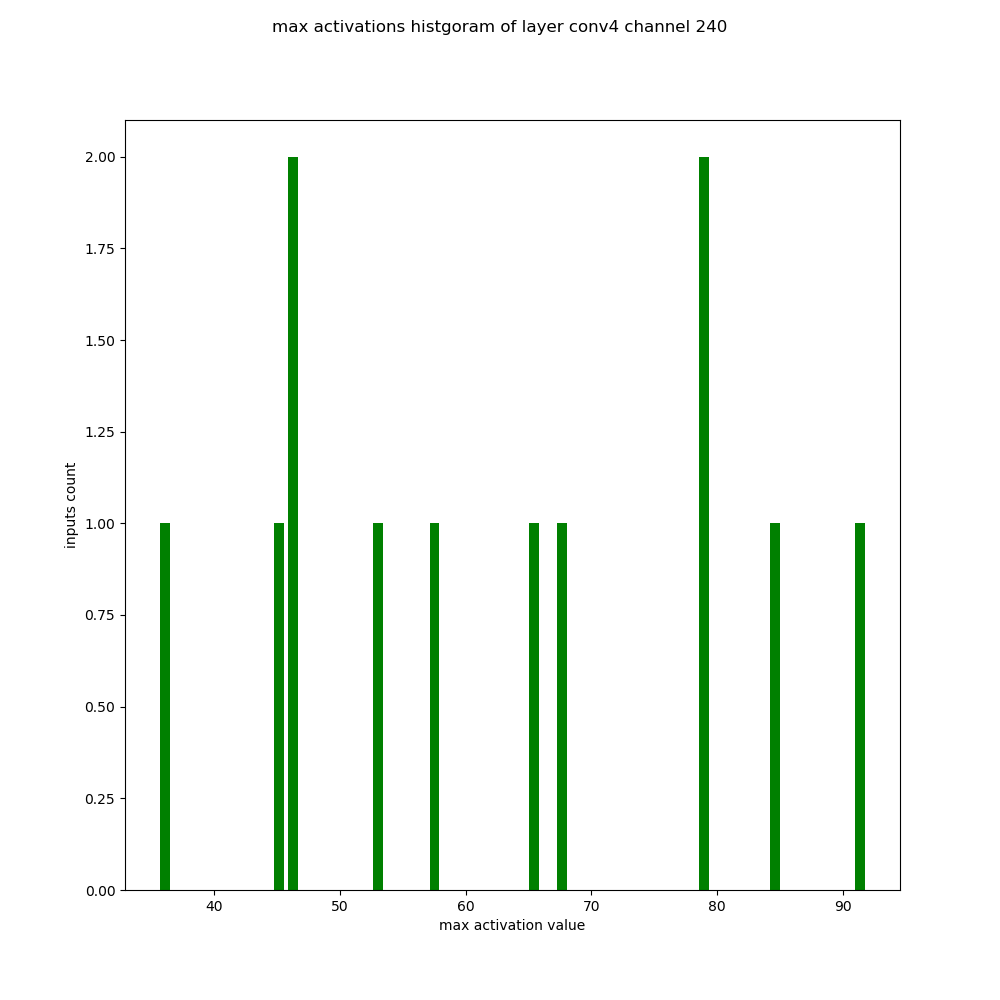 max activations histgoram of layer conv4 channel 240
2.00
1.75
1.50
1.25
1.00
0.75
0.50
0.25
0.00
inputs count
40 50 60 70 80 90
max activation value